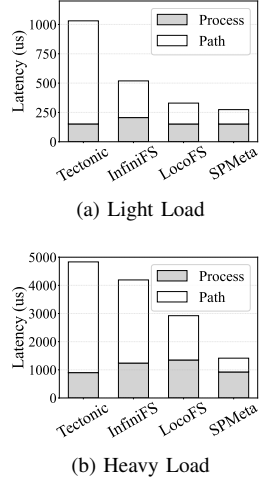 Latency (us)
1000
750
500
250
0
Process
Path
Tectonic
InfiniFS
LocoFS
SPMeta
(a) Light Load
Latency (us)
5000
4000
3000
2000
1000
0
Process
Path
Tectonic
InfiniFS
LocoFS
SPMeta
(b) Heavy Load